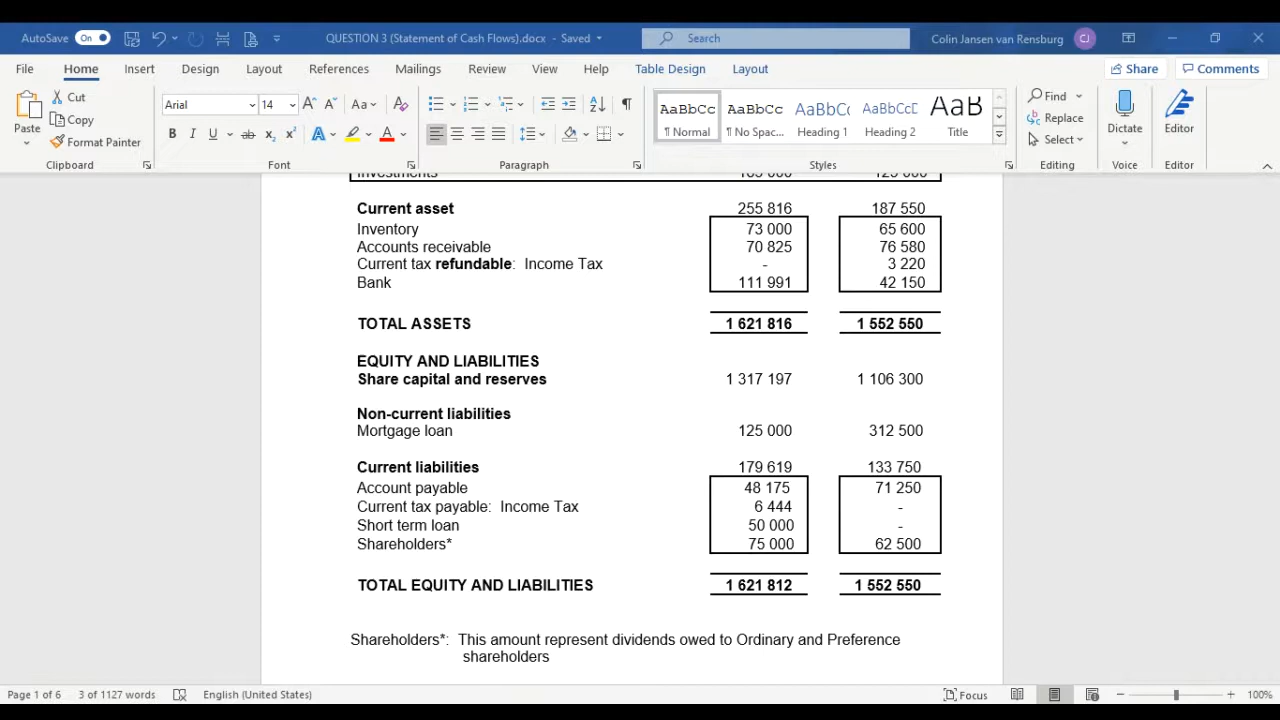 AutoSave On QUESTION 3 (Statement of Cash Flows).docx - Saved Search Colin Jansen van Rensburg CJ
File Home Insert Design Layout References Mailings Review View Help Table Design Layout Share Comments
Paste Cut Copy Format Painter
Arial 14 Aa
B I U ab x₂ x² A A
AaBbCc AaBbCc AaBbCc AaBbCcD AaB
¶ Normal ¶ No Spac... Heading 1 Heading 2 Title
Find Replace Select Dictate Editor
Clipboard Font Paragraph Styles Editing Voice Editor
Investments
Current asset 255 816 187 550
Inventory 73 000 65 600
Accounts receivable 70 825 76 580
Current tax refundable: Income Tax - 3 220
Bank 111 991 42 150
TOTAL ASSETS 1 621 816 1 552 550
EQUITY AND LIABILITIES
Share capital and reserves 1 317 197 1 106 300
Non-current liabilities
Mortgage loan 125 000 312 500
Current liabilities 179 619 133 750
Account payable 48 175 71 250
Current tax payable: Income Tax 6 444 -
Short term loan 50 000 -
Shareholders* 75 000 62 500
TOTAL EQUITY AND LIABILITIES 1 621 812 1 552 550
Shareholders*: This amount represent dividends owed to Ordinary and Preference
shareholders
Page 1 of 6 3 of 1127 words English (United States) Focus 100%